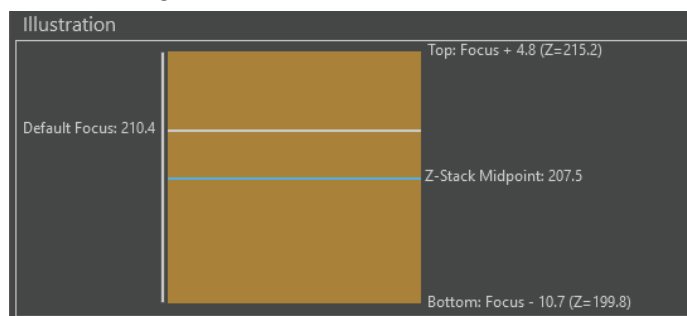 Illustration
Top: Focus + 4.8 (Z=215.2)
Default Focus: 210.4
Z-Stack Midpoint: 207.5
Bottom: Focus - 10.7 (Z=199.8)